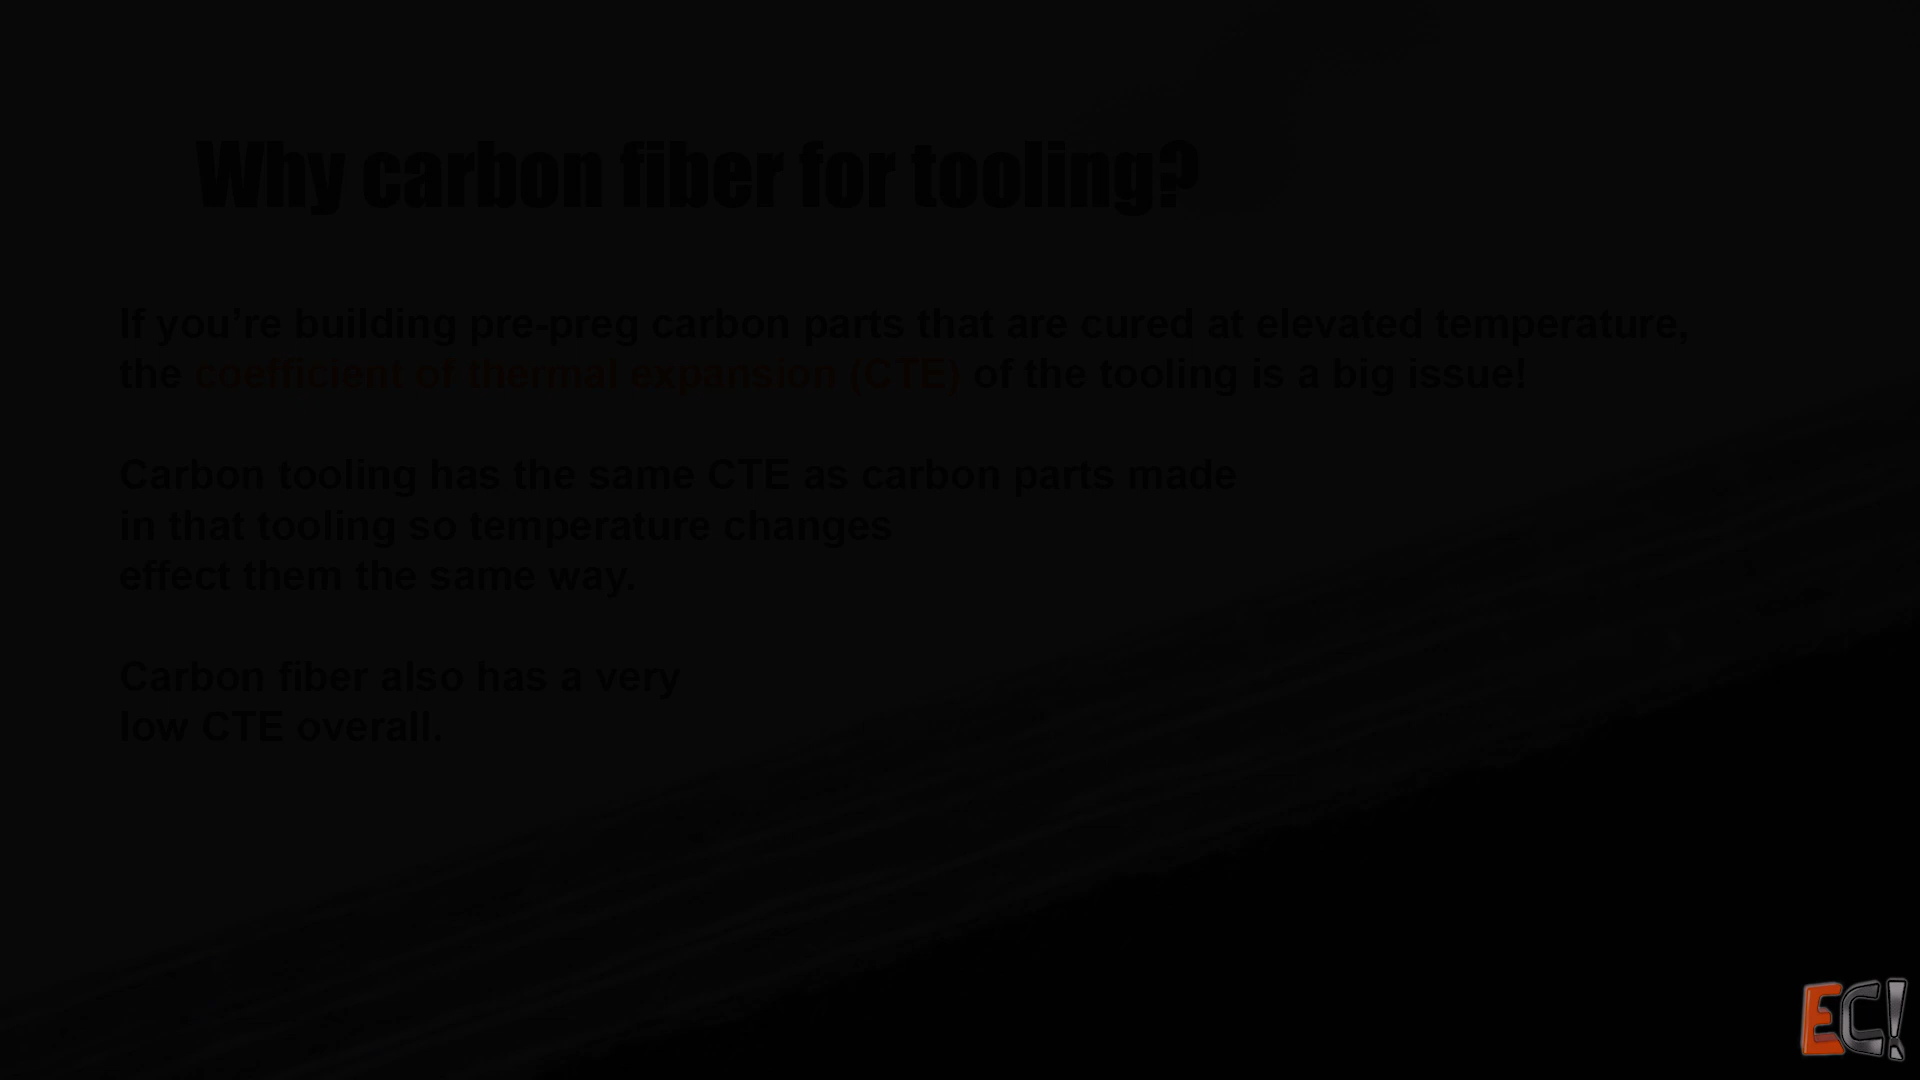 Why carbon fiber for tooling?
If you’re building pre-preg carbon parts that are cured at elevated temperature,
the coefficient of thermal expansion (CTE) of the tooling is a big issue!
Carbon tooling has the same CTE as carbon parts made
in that tooling so temperature changes
effect them the same way.
Carbon fiber also has a very
low CTE overall.
EC!